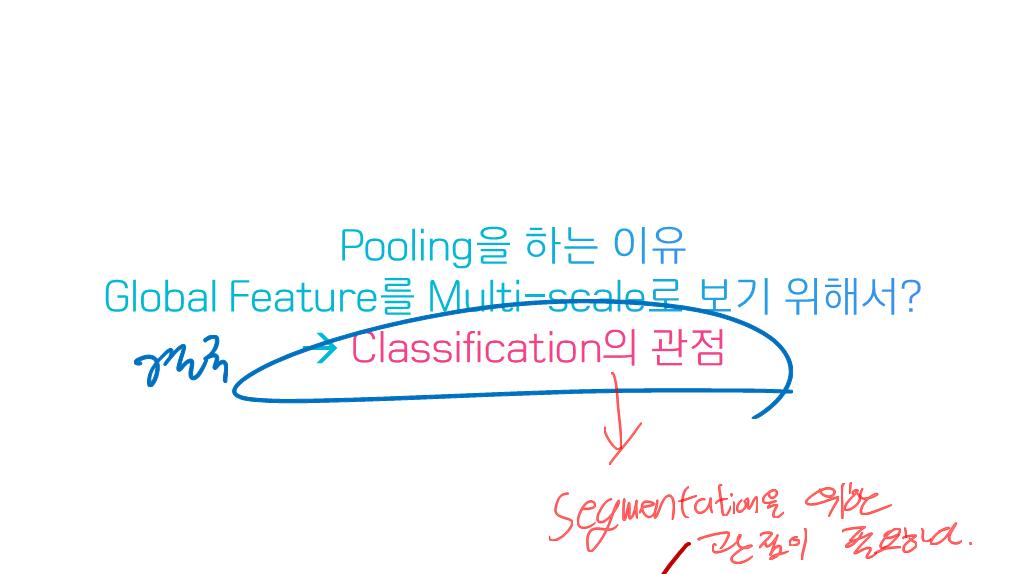 Pooling을 하는 이유
Global Feature를 Multi-scale로 보기 위해서?
→ Classification의 관점
Segmentation을 위한
관점이 필요하다.